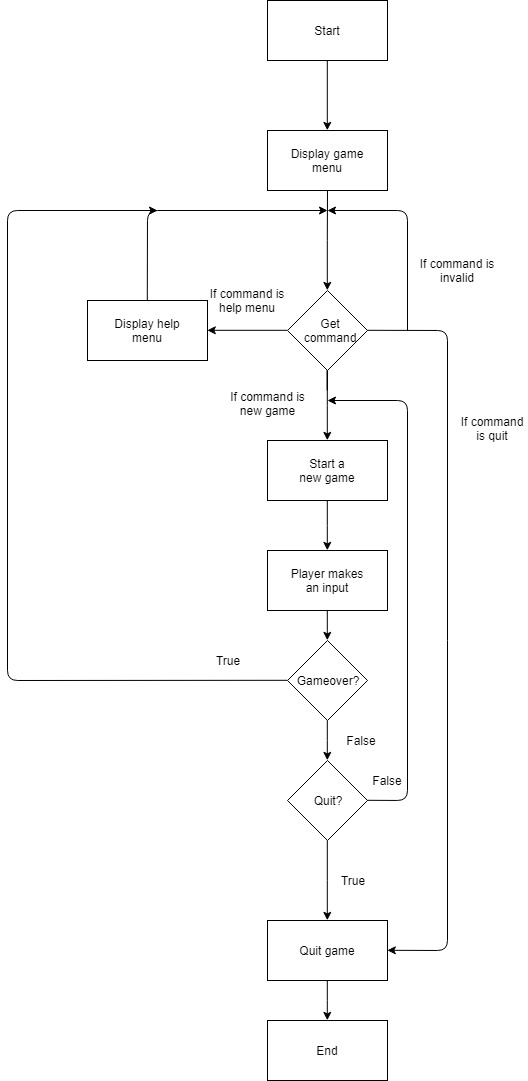 Start
Display game
menu
If command is
invalid
If command is
help menu
Display help
menu
Get
command
If command is
new game
If command
is quit
Start a
new game
Player makes
an input
True
Gameover?
False
False
Quit?
True
Quit game
End